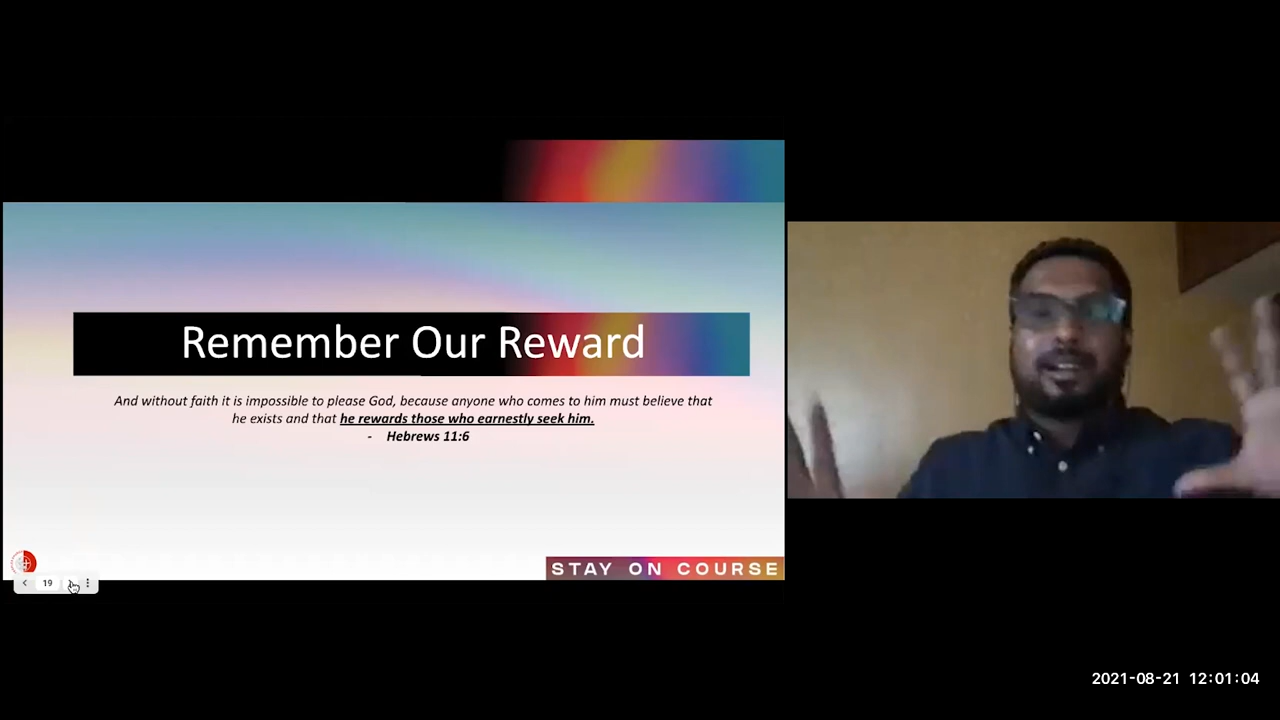 Remember Our Reward
And without faith it is impossible to please God, because anyone who comes to him must believe that
he exists and that he rewards those who earnestly seek him.
- Hebrews 11:6
STAY ON COURSE
19
2021-08-21 12:01:04